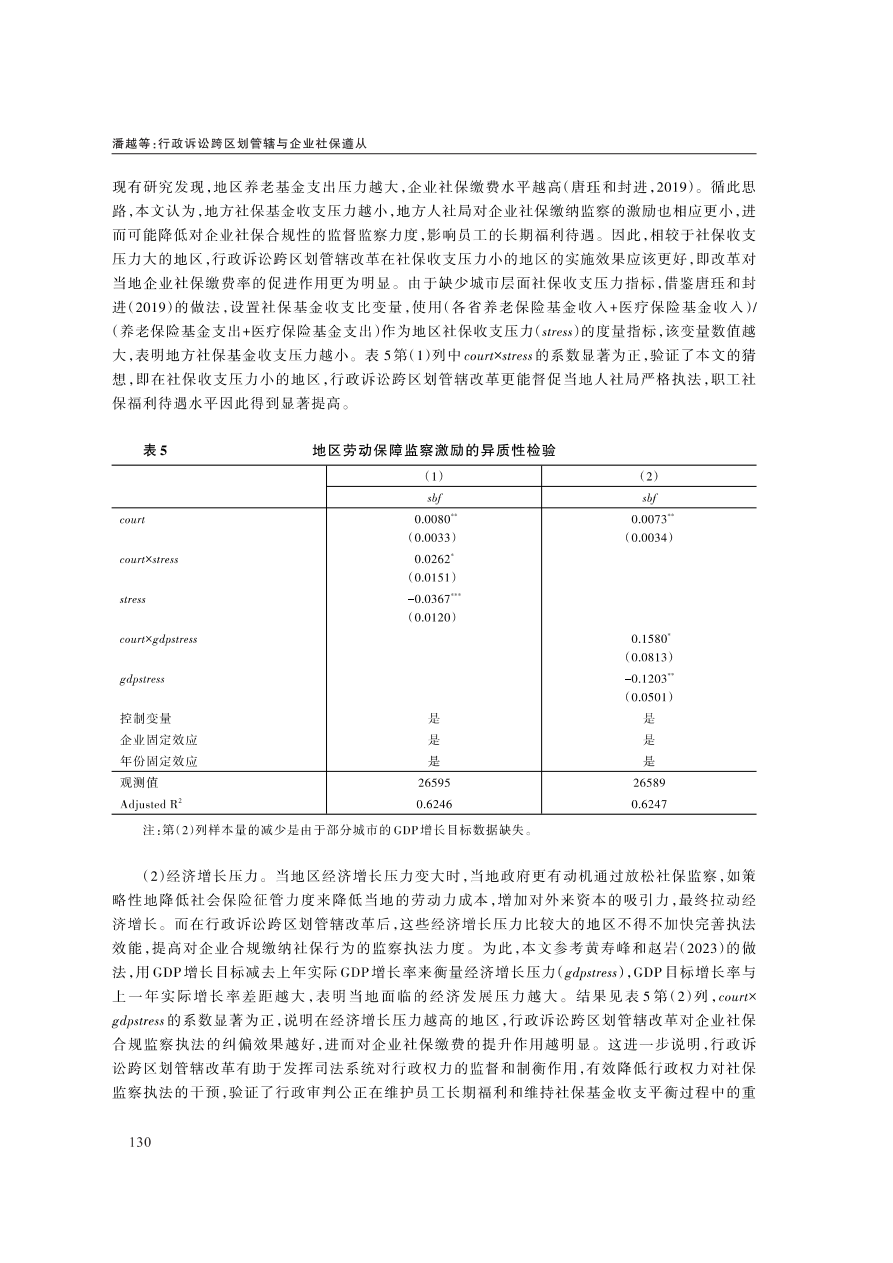 潘越等:行政诉讼跨区划管辖与企业社保遵从
现有研究发现,地区养老基金支出压力越大,企业社保缴费水平越高(唐珏和封进,2019)。循此思
路,本文认为,地方社保基金收支压力越小,地方人社局对企业社保缴纳监察的激励也相应更小,进
而可能降低对企业社保合规性的监督监察力度,影响员工的长期福利待遇。因此,相较于社保收支
压力大的地区,行政诉讼跨区划管辖改革在社保收支压力小的地区的实施效果应该更好,即改革对
当地企业社保缴费率的促进作用更为明显。由于缺少城市层面社保收支压力指标,借鉴唐珏和封
进(2019)的做法,设置社保基金收支比变量,使用(各省养老保险基金收入+医疗保险基金收入)/
(养老保险基金支出+医疗保险基金支出)作为地区社保收支压力(stress)的度量指标,该变量数值越
大,表明地方社保基金收支压力越小。表 5 第(1)列中 court×stress 的系数显著为正,验证了本文的猜
想,即在社保收支压力小的地区,行政诉讼跨区划管辖改革更能督促当地人社局严格执法,职工社
保福利待遇水平因此得到显著提高。
表 5 地区劳动保障监察激励的异质性检验
(1) (2)
sbf sbf
court 0.0080** 0.0073**
(0.0033) (0.0034)
court×stress 0.0262*
(0.0151)
stress -0.0367***
(0.0120)
court×gdpstress 0.1580*
(0.0813)
gdpstress -0.1203**
(0.0501)
控制变量 是 是
企业固定效应 是 是
年份固定效应 是 是
观测值 26595 26589
Adjusted R² 0.6246 0.6247
注:第(2)列样本量的减少是由于部分城市的 GDP 增长目标数据缺失。
(2)经济增长压力。当地区经济增长压力变大时,当地政府更有动机通过放松社保监察,如策
略性地降低社会保险征管力度来降低当地的劳动力成本,增加对外来资本的吸引力,最终拉动经
济增长。而在行政诉讼跨区划管辖改革后,这些经济增长压力比较大的地区不得不加快完善执法
效能,提高对企业合规缴纳社保行为的监察执法力度。为此,本文参考黄寿峰和赵岩(2023)的做
法,用 GDP 增长目标减去上年实际 GDP 增长率来衡量经济增长压力(gdpstress),GDP 目标增长率与
上一年实际增长率差距越大,表明当地面临的经济发展压力越大。结果见表 5 第(2)列,court×
gdpstress 的系数显著为正,说明在经济增长压力越高的地区,行政诉讼跨区划管辖改革对企业社保
合规监察执法的纠偏效果越好,进而对企业社保缴费的提升作用越明显。这进一步说明,行政诉
讼跨区划管辖改革有助于发挥司法系统对行政权力的监督和制衡作用,有效降低行政权力对社保
监察执法的干预,验证了行政审判公正在维护员工长期福利和维持社保基金收支平衡过程中的重
130